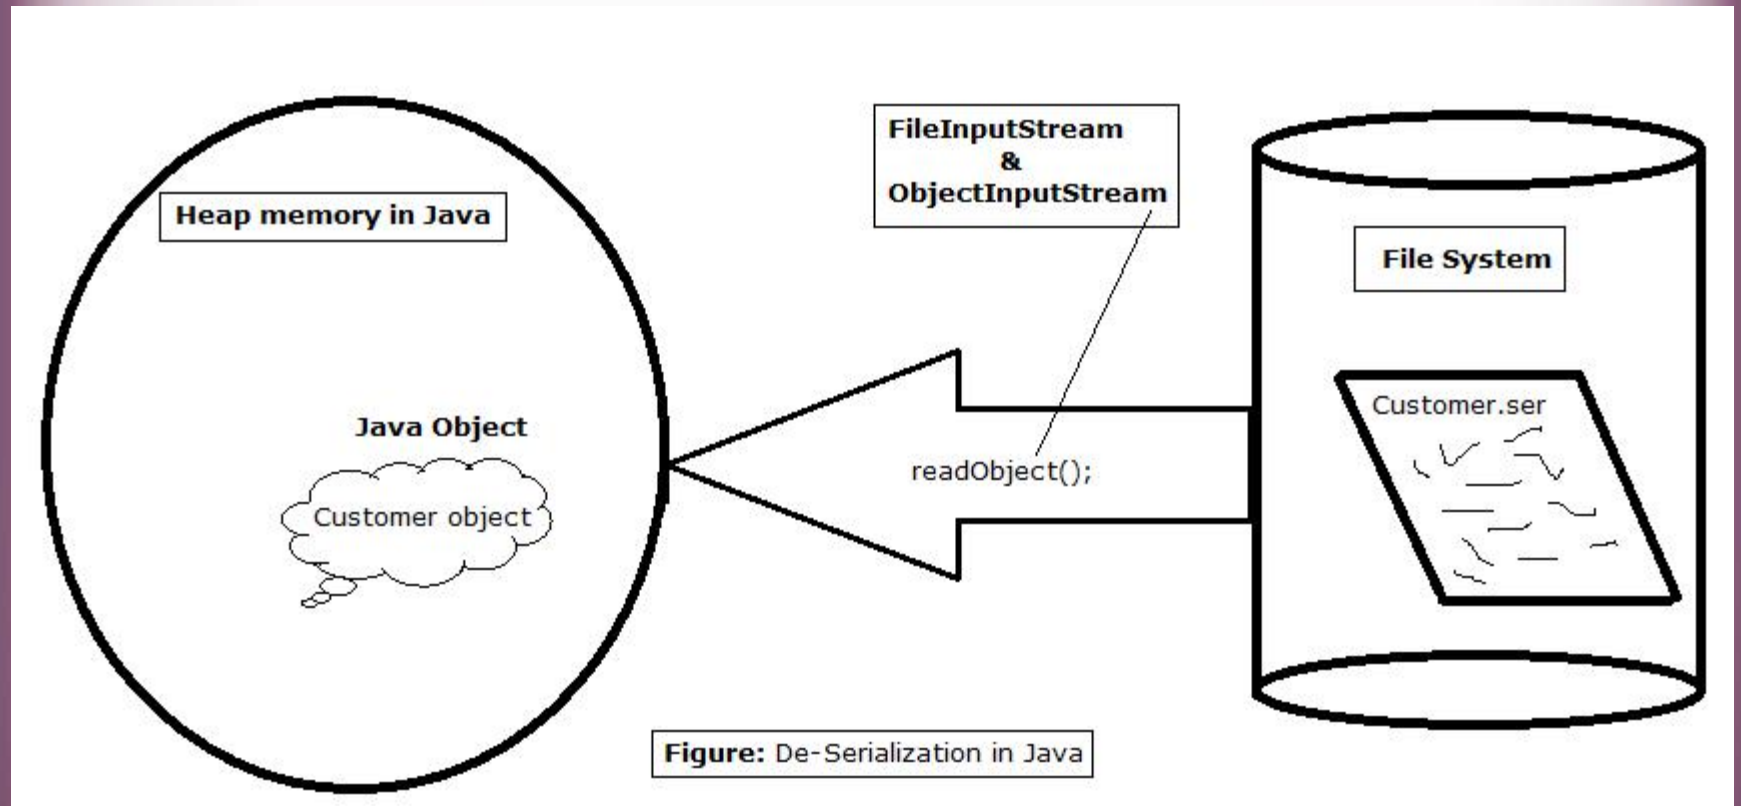 Heap memory in Java
Java Object
Customer object
FileInputStream
&
ObjectInputStream
readObject();
File System
Customer.ser
Figure: De-Serialization in Java